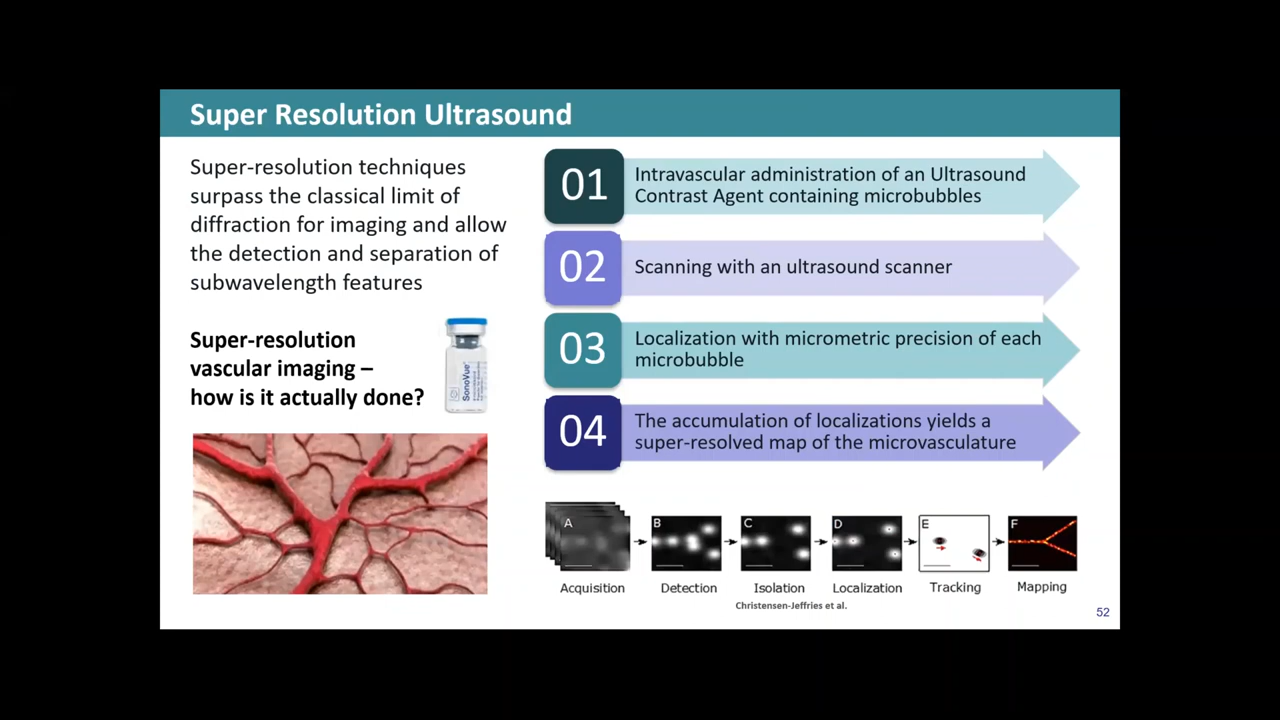 Super Resolution Ultrasound
Super-resolution techniques
surpass the classical limit of
diffraction for imaging and allow
the detection and separation of
subwavelength features
Super-resolution
vascular imaging –
how is it actually done?
SonoVue
01
Intravascular administration of an Ultrasound
Contrast Agent containing microbubbles
02
Scanning with an ultrasound scanner
03
Localization with micrometric precision of each
microbubble
04
The accumulation of localizations yields a
super-resolved map of the microvasculature
A
B
C
D
E
F
Acquisition
Detection
Isolation
Localization
Tracking
Mapping
Christensen-Jeffries et al.
52